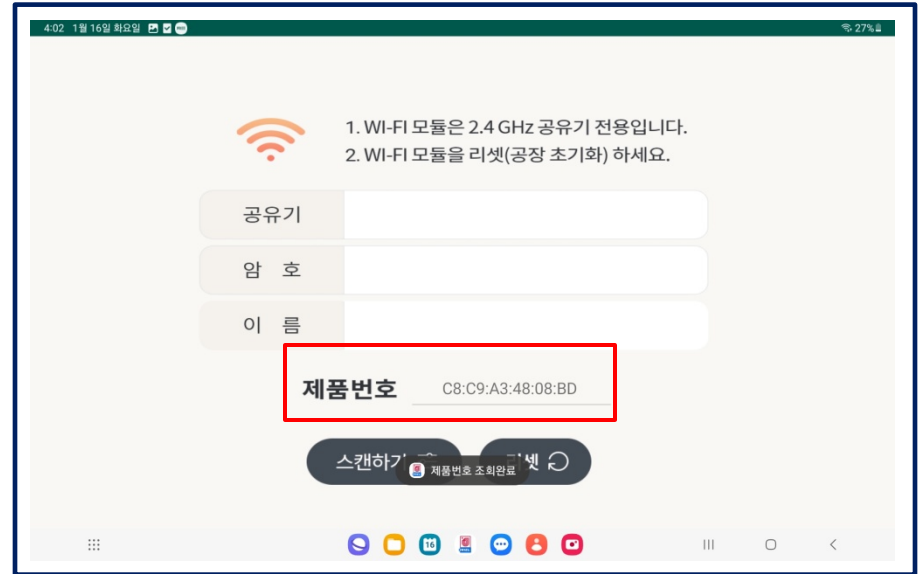 4:02 1월 16일 화요일
27%
1. WI-FI 모듈은 2.4 GHz 공유기 전용입니다.
2. WI-FI 모듈을 리셋(공장 초기화) 하세요.
공유기
암 호
이 름
제품번호 C8:C9:A3:48:08:BD
스캔하기
제품번호 조회완료
16